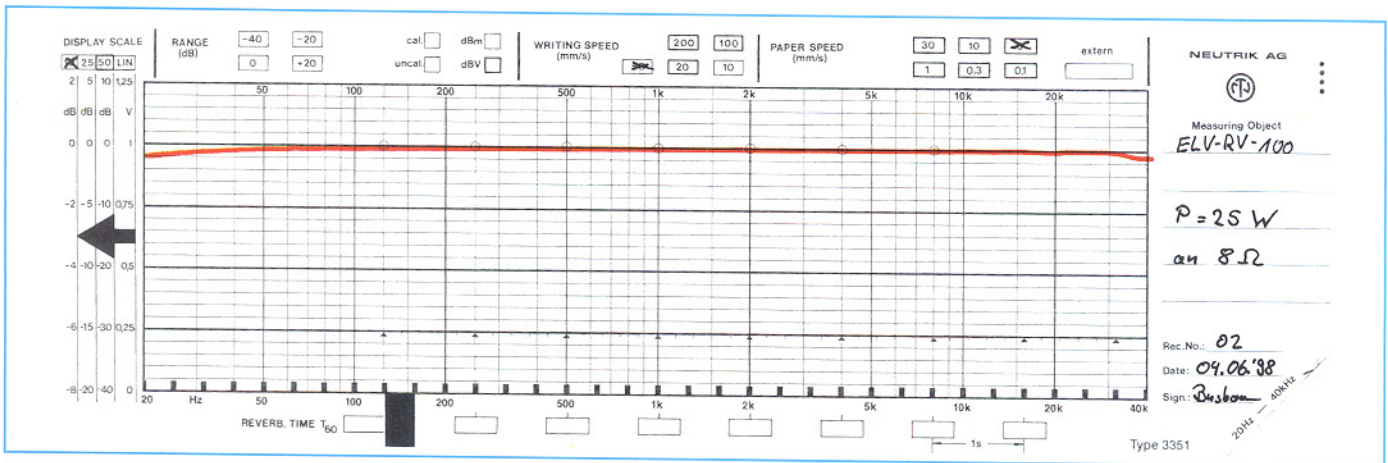 DISPLAY SCALE
25 50 LIN
RANGE
(dB)
-40 -20
0 +20
cal. dBm
uncal. dBV
WRITING SPEED
(mm/s)
200 100
20 10
PAPER SPEED
(mm/s)
30 10
1 0.3 0,1
extern
NEUTRIK AG
Measuring Object
ELV-RV-100
P = 25 W
an 8 Ω
Rec.No.: 02
Date: 09.06.'98
Sign.:
20Hz — 40kHz
Type 3351
2 5 10 1,25
dB dB dB V
0 0 0 1
-2 -5 -10 0,75
-4 -10 -20 0,5
-6 -15 -30 0,25
-8 -20 -40 0
50 100 200 500 1k 2k 5k 10k 20k
20 Hz 50 100 200 500 1k 2k 5k 10k 20k 40k
REVERB. TIME T60
1s